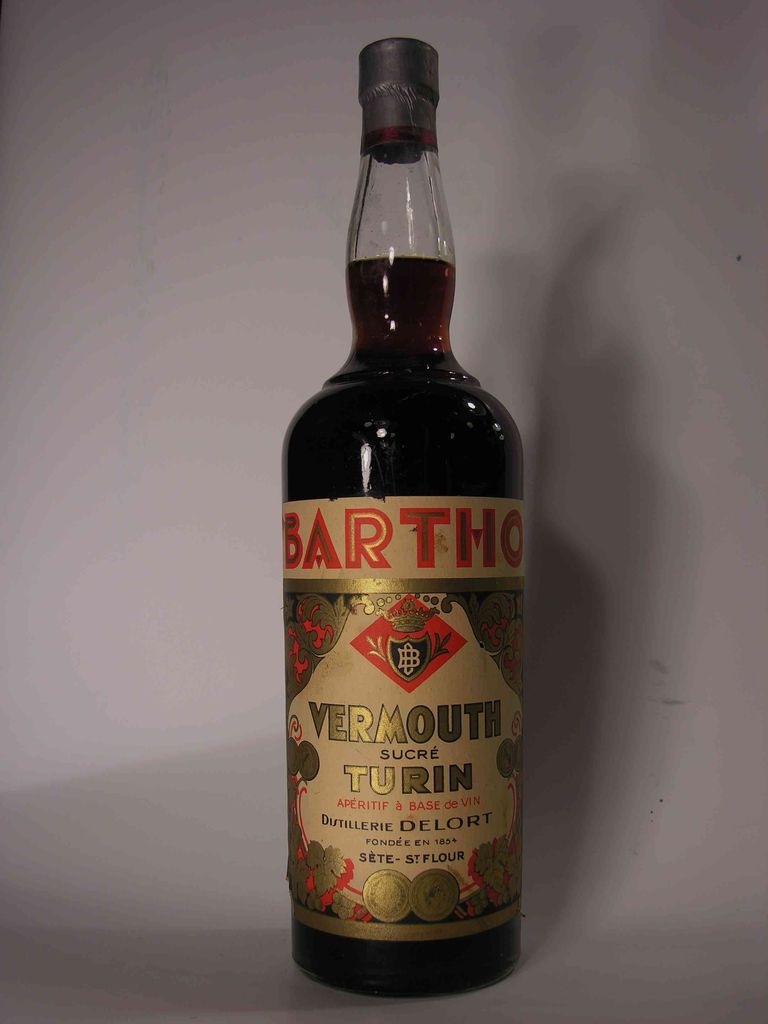 BARTHO
VERMOUTH
SUCRÉ
TURIN
APÉRITIF à BASE de VIN
DISTILLERIE DELORT
FONDÉE EN 1854
SÈTE - ST FLOUR